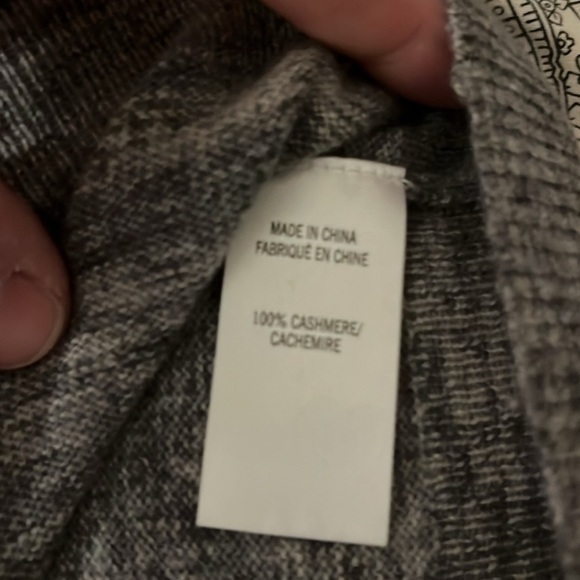 MADE IN CHINA
FABRIQUÉ EN CHINE
100% CASHMERE/
CACHEMIRE